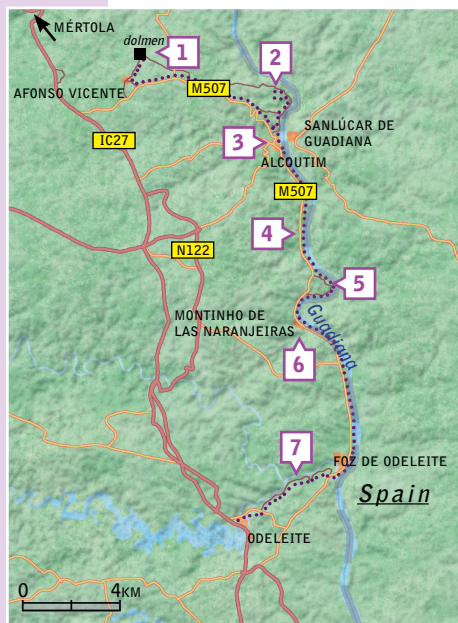 MÉRTOLA
dolmen
1
2
AFONSO VICENTE
M507
SANLÚCAR DE
GUADIANA
IC27
3
ALCOUTIM
M507
4
N122
5
MONTINHO DE
LAS NARANJEIRAS
Guadiana
6
7
FOZ DE ODELEITE
Spain
ODELEITE
0 4KM